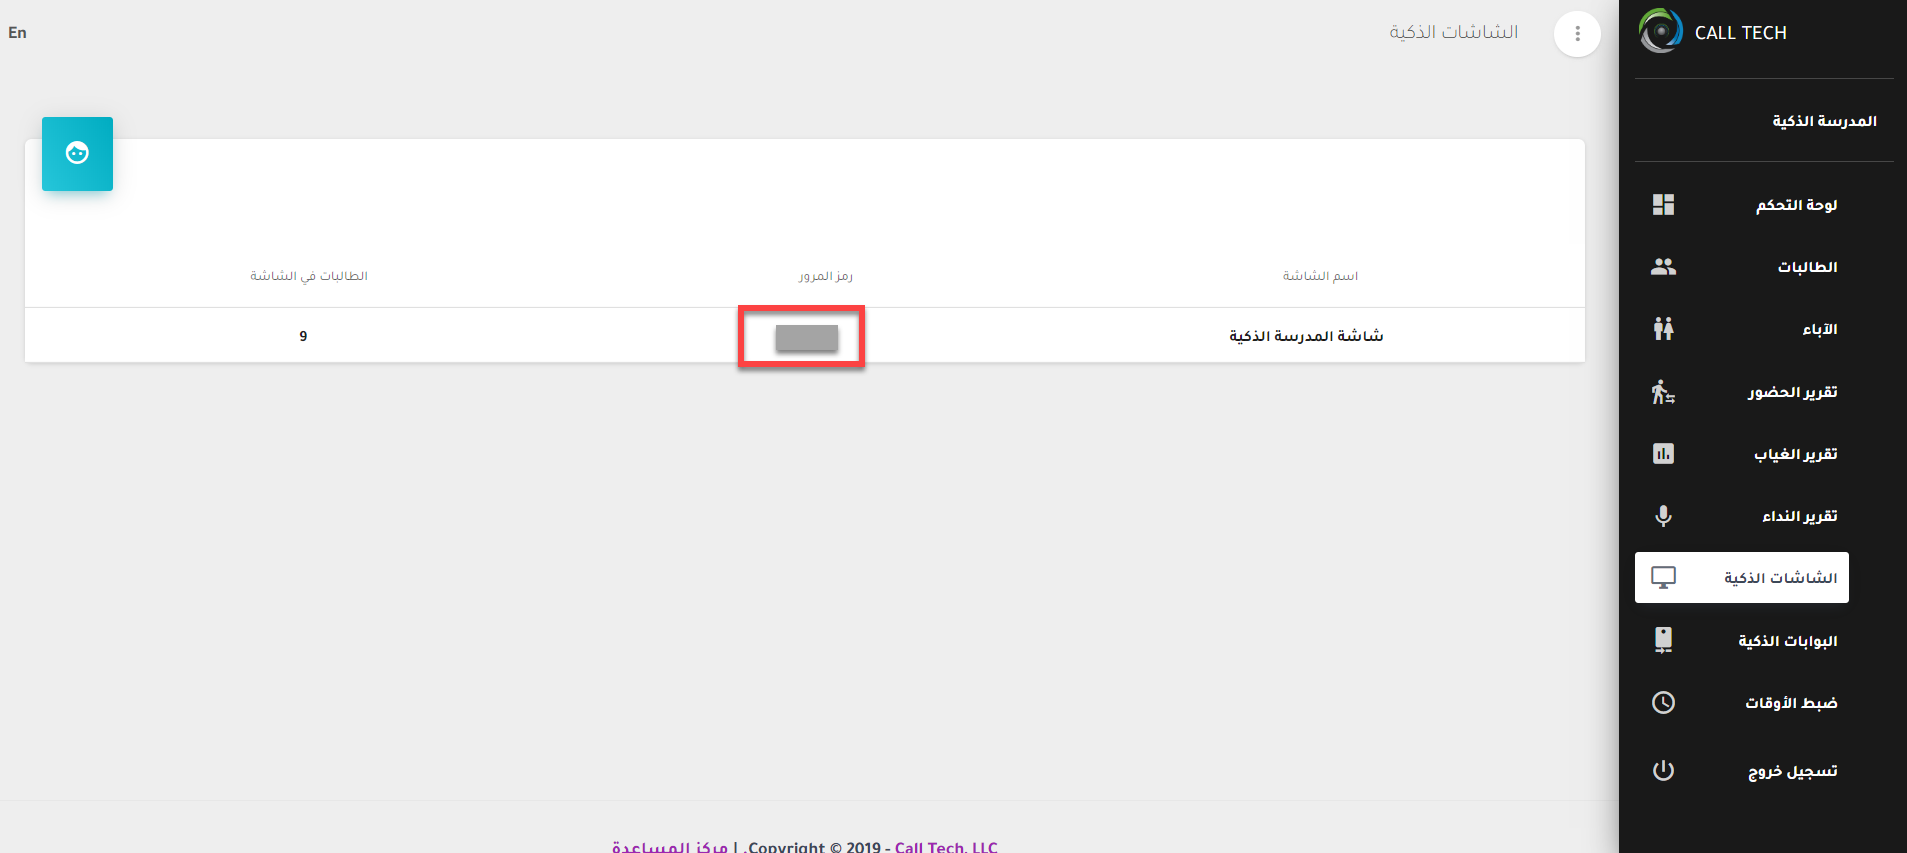 CALL TECH
المدرسة الذكية
لوحة التحكم
الطالبات
الآباء
تقرير الحضور
تقرير الغياب
تقرير النداء
الشاشات الذكية
البوابات الذكية
ضبط الأوقات
تسجيل خروج
الشاشات الذكية
En
اسم الشاشة رمز المرور الطالبات في الشاشة
شاشة المدرسة الذكية 9
مركز المساعدة | .Copyright © 2019 - Call Tech, LLC